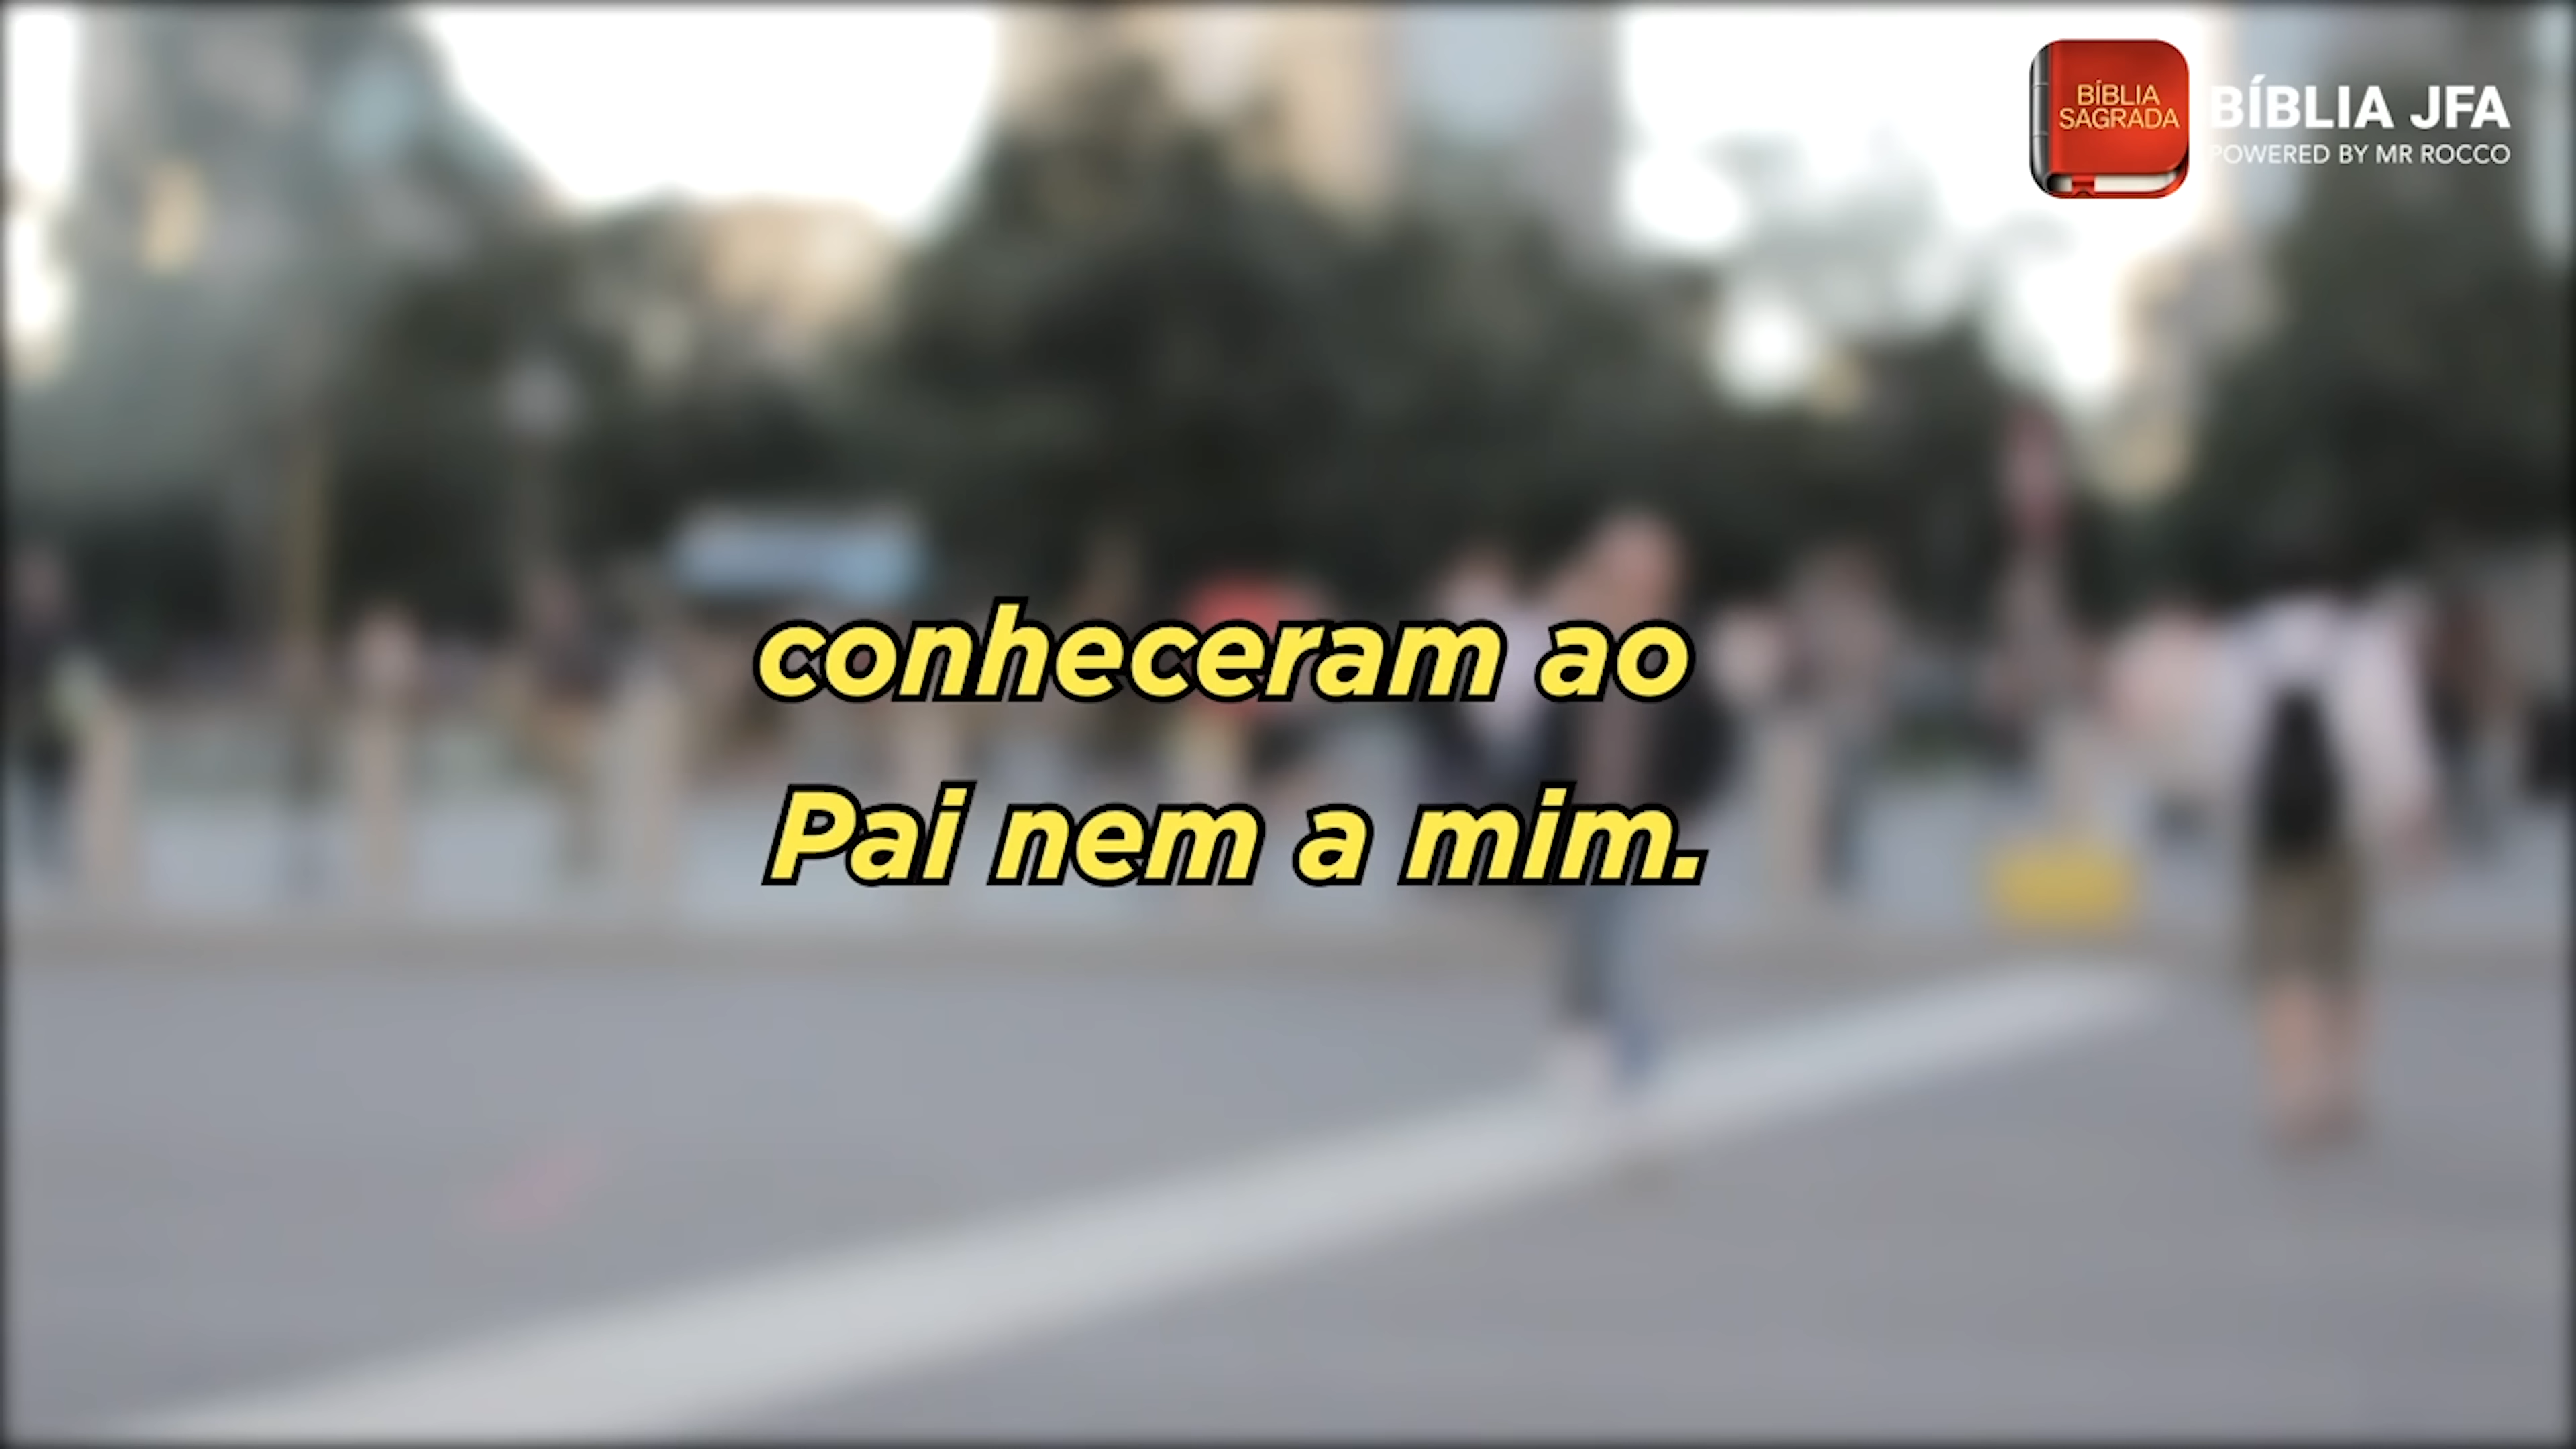 BÍBLIA
SAGRADA
BÍBLIA JFA
POWERED BY MR ROCCO
conheceram ao
Pai nem a mim.